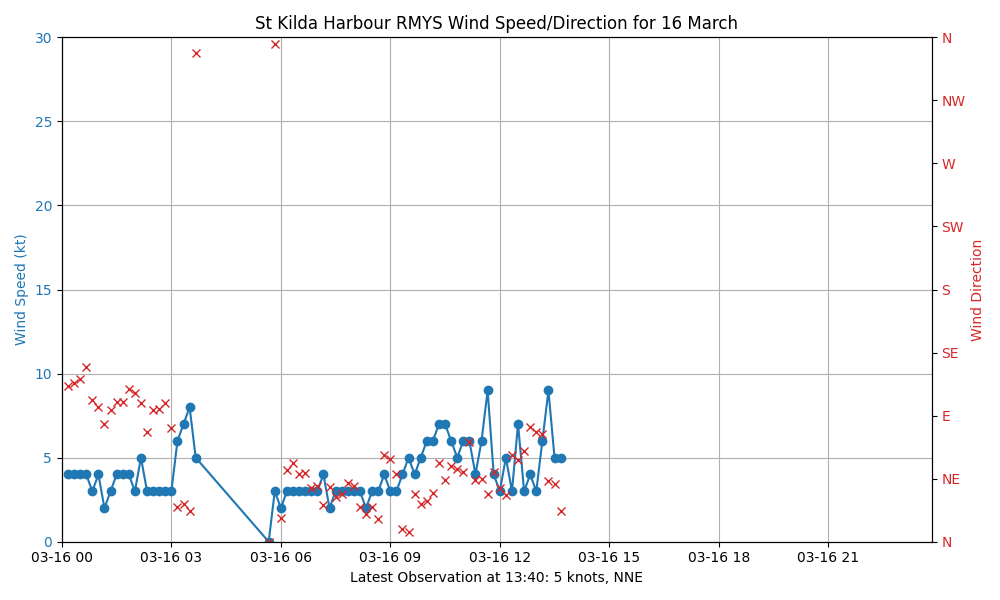 St Kilda Harbour RMYS Wind Speed/Direction for 16 March
30
25
20
15
10
5
0
Wind Speed (kt)
N
NW
W
SW
S
SE
E
NE
N
Wind Direction
03-16 00
03-16 03
03-16 06
03-16 09
03-16 12
03-16 15
03-16 18
03-16 21
Latest Observation at 13:40: 5 knots, NNE